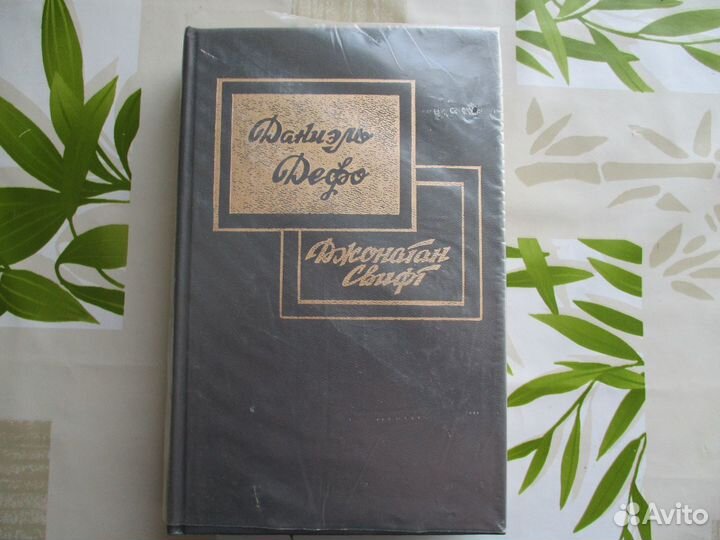 Даниэль
Дефо
Джонатан
Свифт
Avito